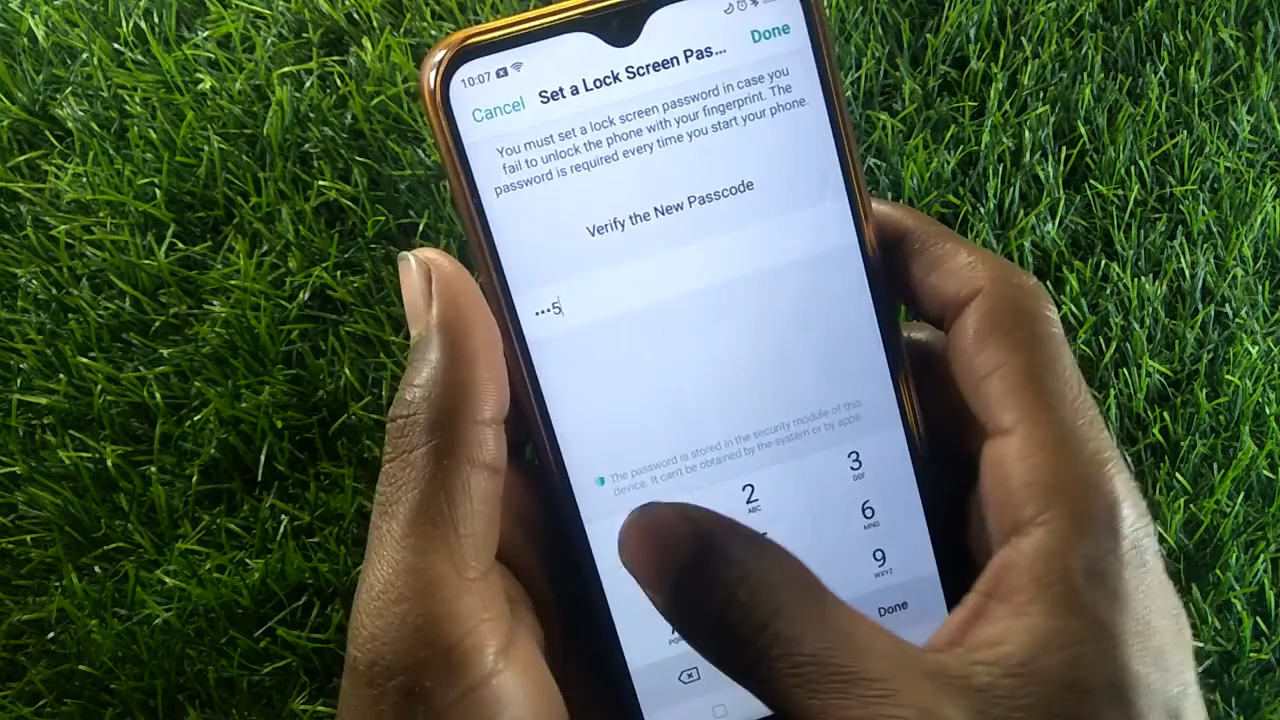 10:07
Cancel Set a Lock Screen Pas... Done
You must set a lock screen password in case you
fail to unlock the phone with your fingerprint. The
password is required every time you start your phone.
Verify the New Passcode
•••5
The password is stored in the security module of this
device. It can't be obtained by the system or by apps.
2 3
ABC DEF
6
MNO
9
WXYZ
Done